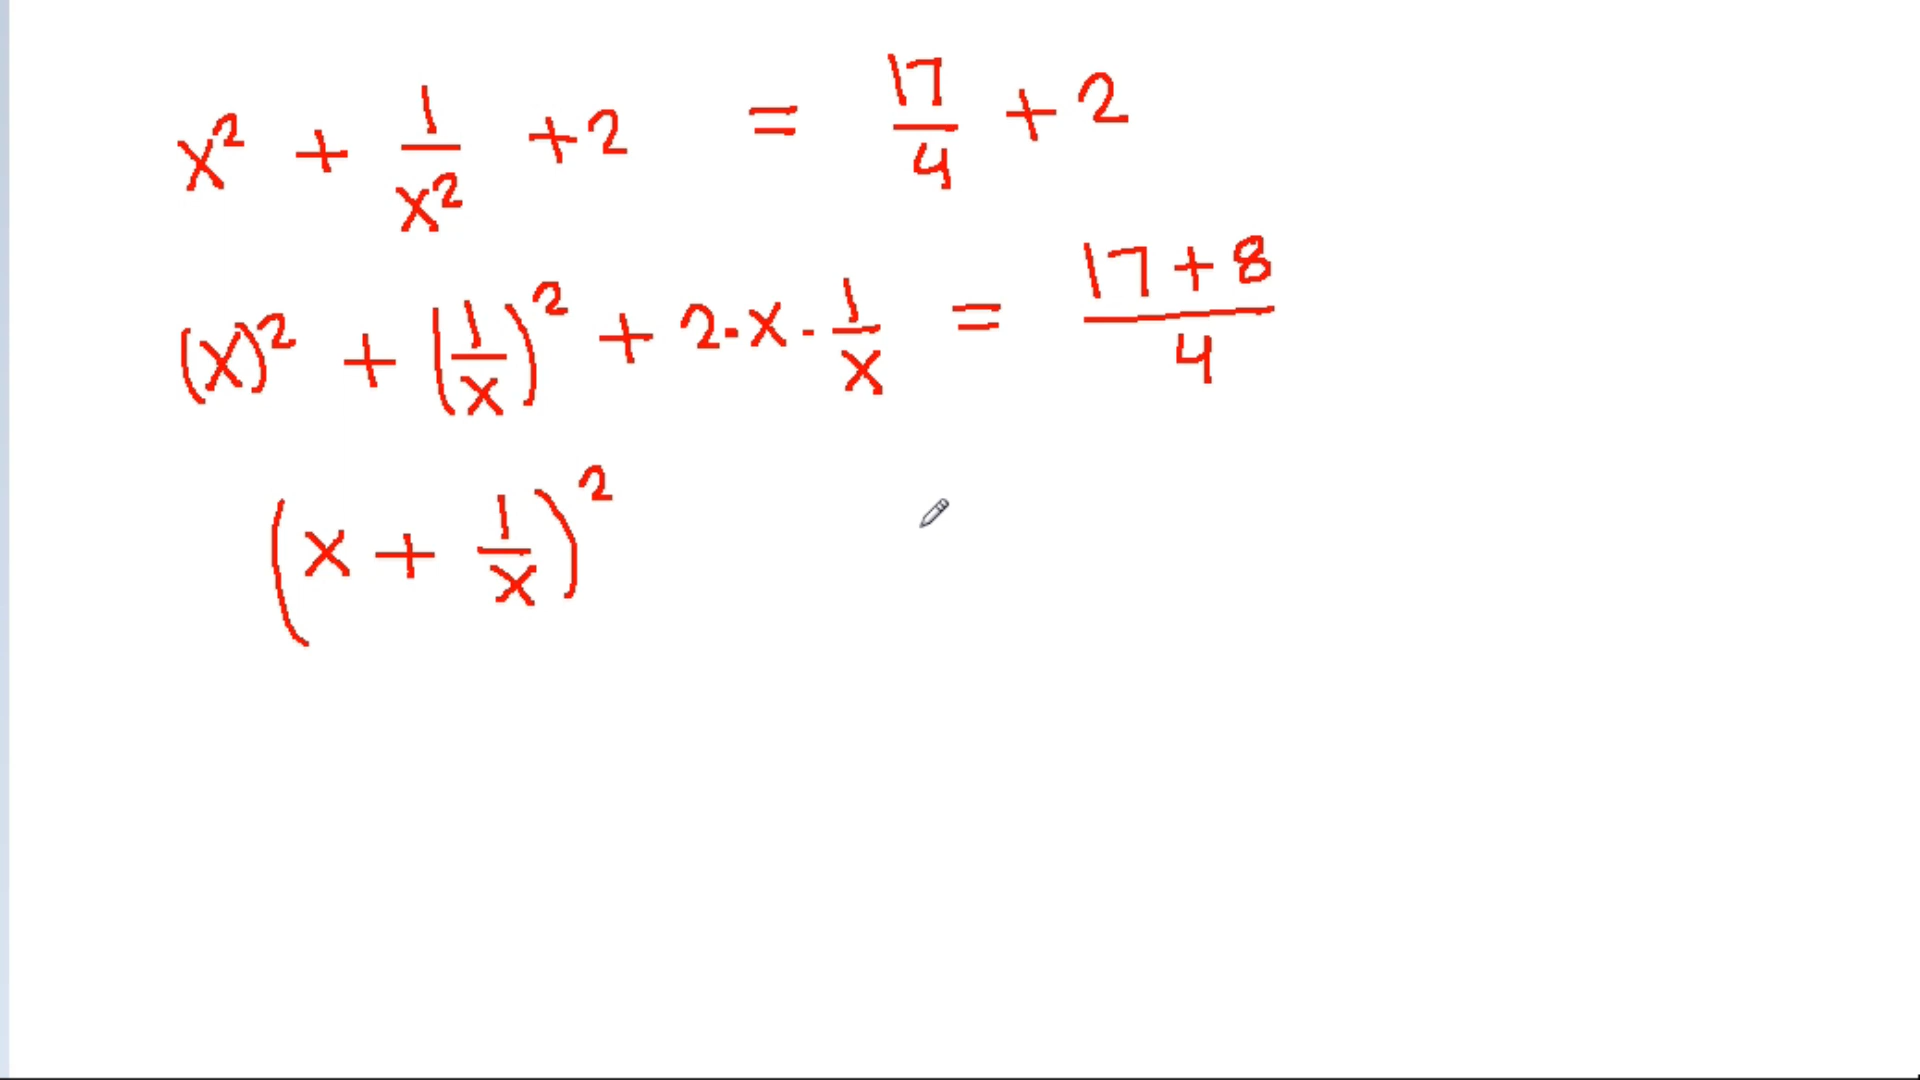 x² + 1/x² + 2 = 17/4 + 2
(x)² + (1/x)² + 2·x·1/x = (17+8)/4
(x + 1/x)²